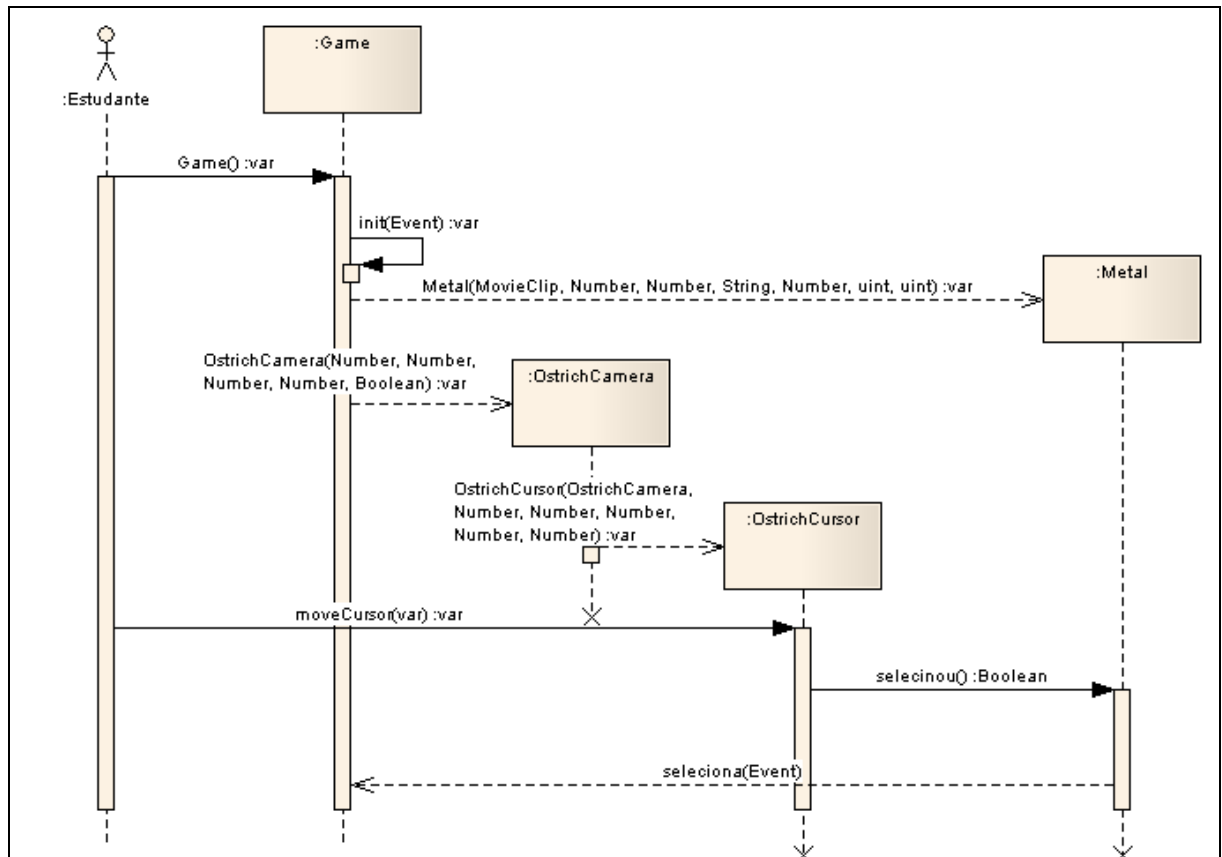 :Game
:Estudante
Game() :var
init(Event) :var
:Metal
Metal(MovieClip, Number, Number, String, Number, uint, uint) :var
OstrichCamera(Number, Number,
Number, Number, Boolean) :var
:OstrichCamera
OstrichCursor(OstrichCamera,
Number, Number, Number,
Number, Number) :var
:OstrichCursor
moveCursor(var) :var
selecinou() :Boolean
seleciona(Event)